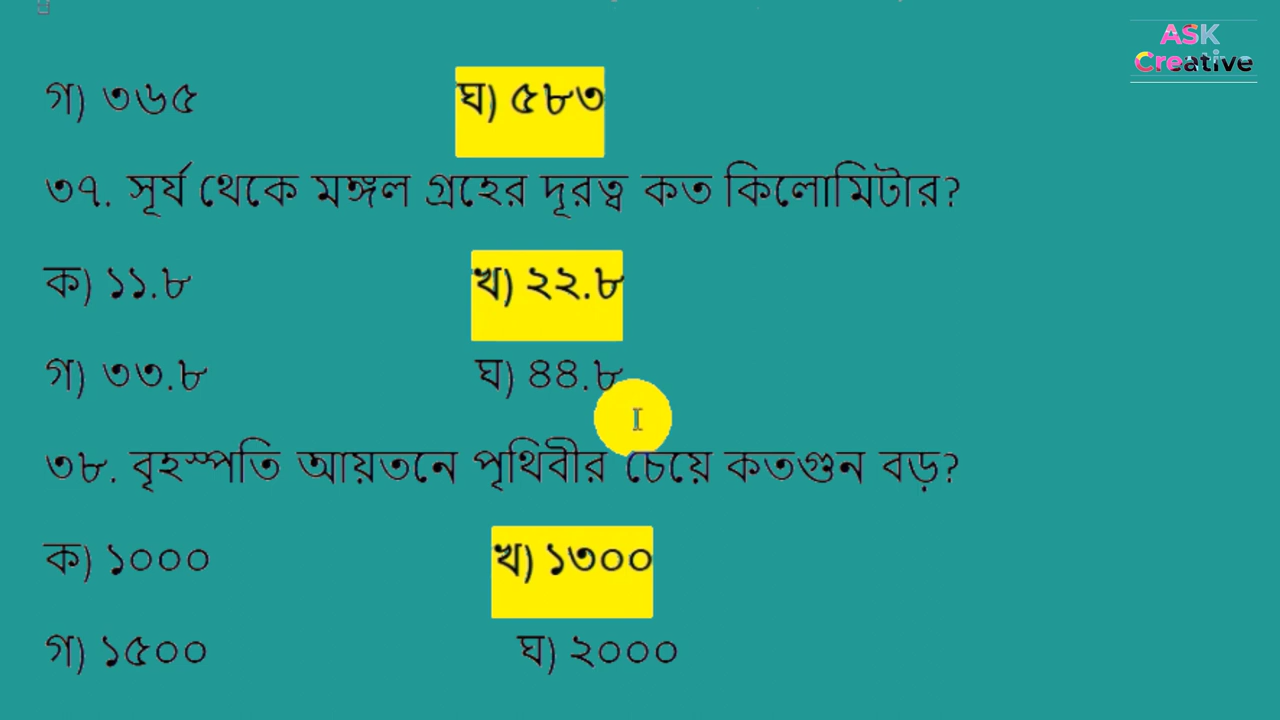 ASK
Creative
গ) ৩৬৫ ঘ) ৫৮৩
৩৭. সূর্য থেকে মঙ্গল গ্রহের দূরত্ব কত কিলোমিটার?
ক) ১১.৮ খ) ২২.৮
গ) ৩৩.৮ ঘ) ৪৪.৮
৩৮. বৃহস্পতি আয়তনে পৃথিবীর চেয়ে কতগুন বড়?
ক) ১০০০ খ) ১৩০০
গ) ১৫০০ ঘ) ২০০০